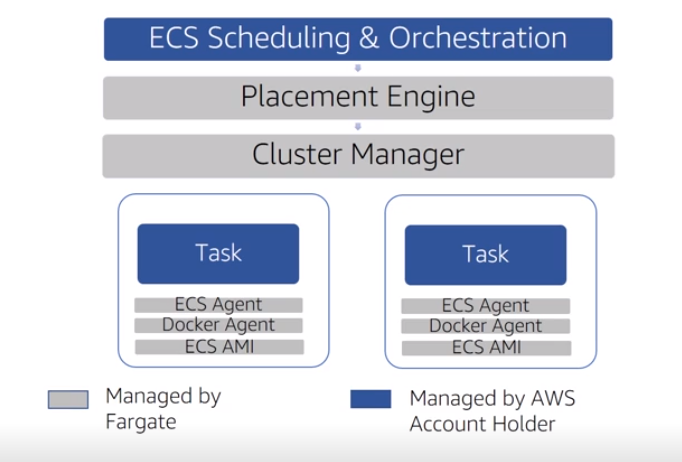 ECS Scheduling & Orchestration
Placement Engine
Cluster Manager
Task
ECS Agent
Docker Agent
ECS AMI
Task
ECS Agent
Docker Agent
ECS AMI
Managed by
Fargate
Managed by AWS
Account Holder